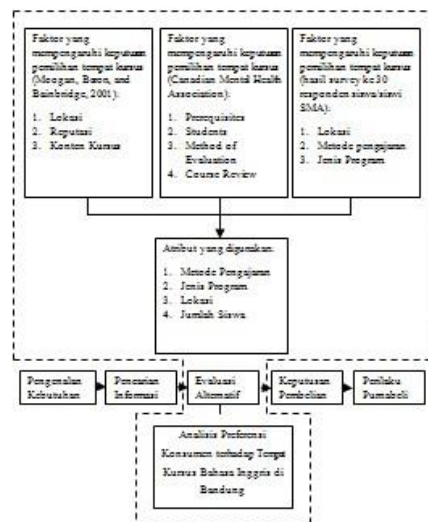 Faktor yang
mempengaruhi keputusan
pemilihan tempat kursus
(Moogan, Baron, and
Bainbridge, 2001):
1. Lokasi
2. Reputasi
3. Konten Kursus
Faktor yang
mempengaruhi keputusan
pemilihan tempat kursus
(Canadian Mental Health
Association):
1. Prerequisites
2. Students
3. Method of
Evaluation
4. Course Review
Faktor yang
mempengaruhi keputusan
pemilihan tempat kursus
(hasil survey ke 30
responden siswa/siswi
SMA):
1. Lokasi
2. Metode pengajaran
3. Jenis Program
Atribut yang digunakan:
1. Metode Pengajaran
2. Jenis Program
3. Lokasi
4. Jumlah Siswa
Pengenalan
Kebutuhan
Pencarian
Informasi
Evaluasi
Alternatif
Keputusan
Pembelian
Perilaku
Purnabeli
Analisis Preferensi
Konsumen terhadap Tempat
Kursus Bahasa Inggris di
Bandung